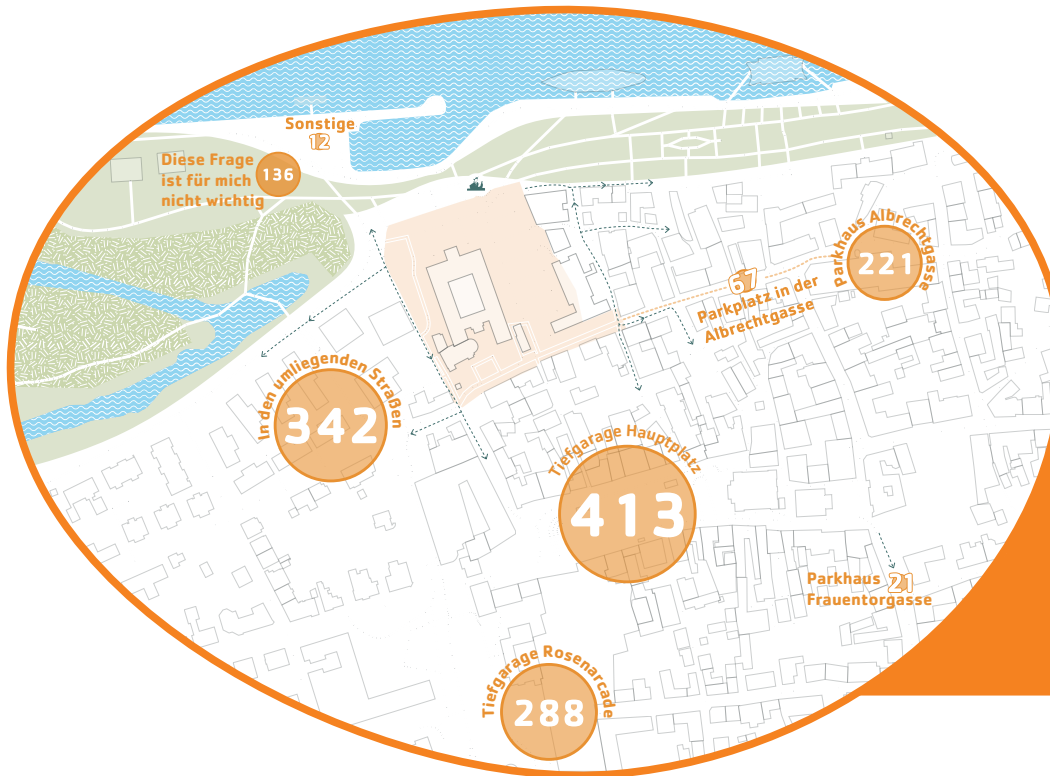 Sonstige
12
Diese Frage
ist für mich
nicht wichtig
136
Parkhaus Albrechtgasse
221
67
Parkplatz in der
Albrechtgasse
In den umliegenden Straßen
342
Tiefgarage Hauptplatz
413
Parkhaus 21
Frauentorgasse
Tiefgarage Rosenarcade
288